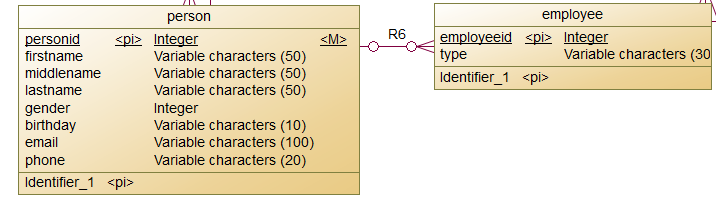 person
personid <pi> Integer <M>
firstname Variable characters (50)
middlename Variable characters (50)
lastname Variable characters (50)
gender Integer
birthday Variable characters (10)
email Variable characters (100)
phone Variable characters (20)
Identifier_1 <pi>
R6
employee
employeeid <pi> Integer
type Variable characters (30
Identifier_1 <pi>